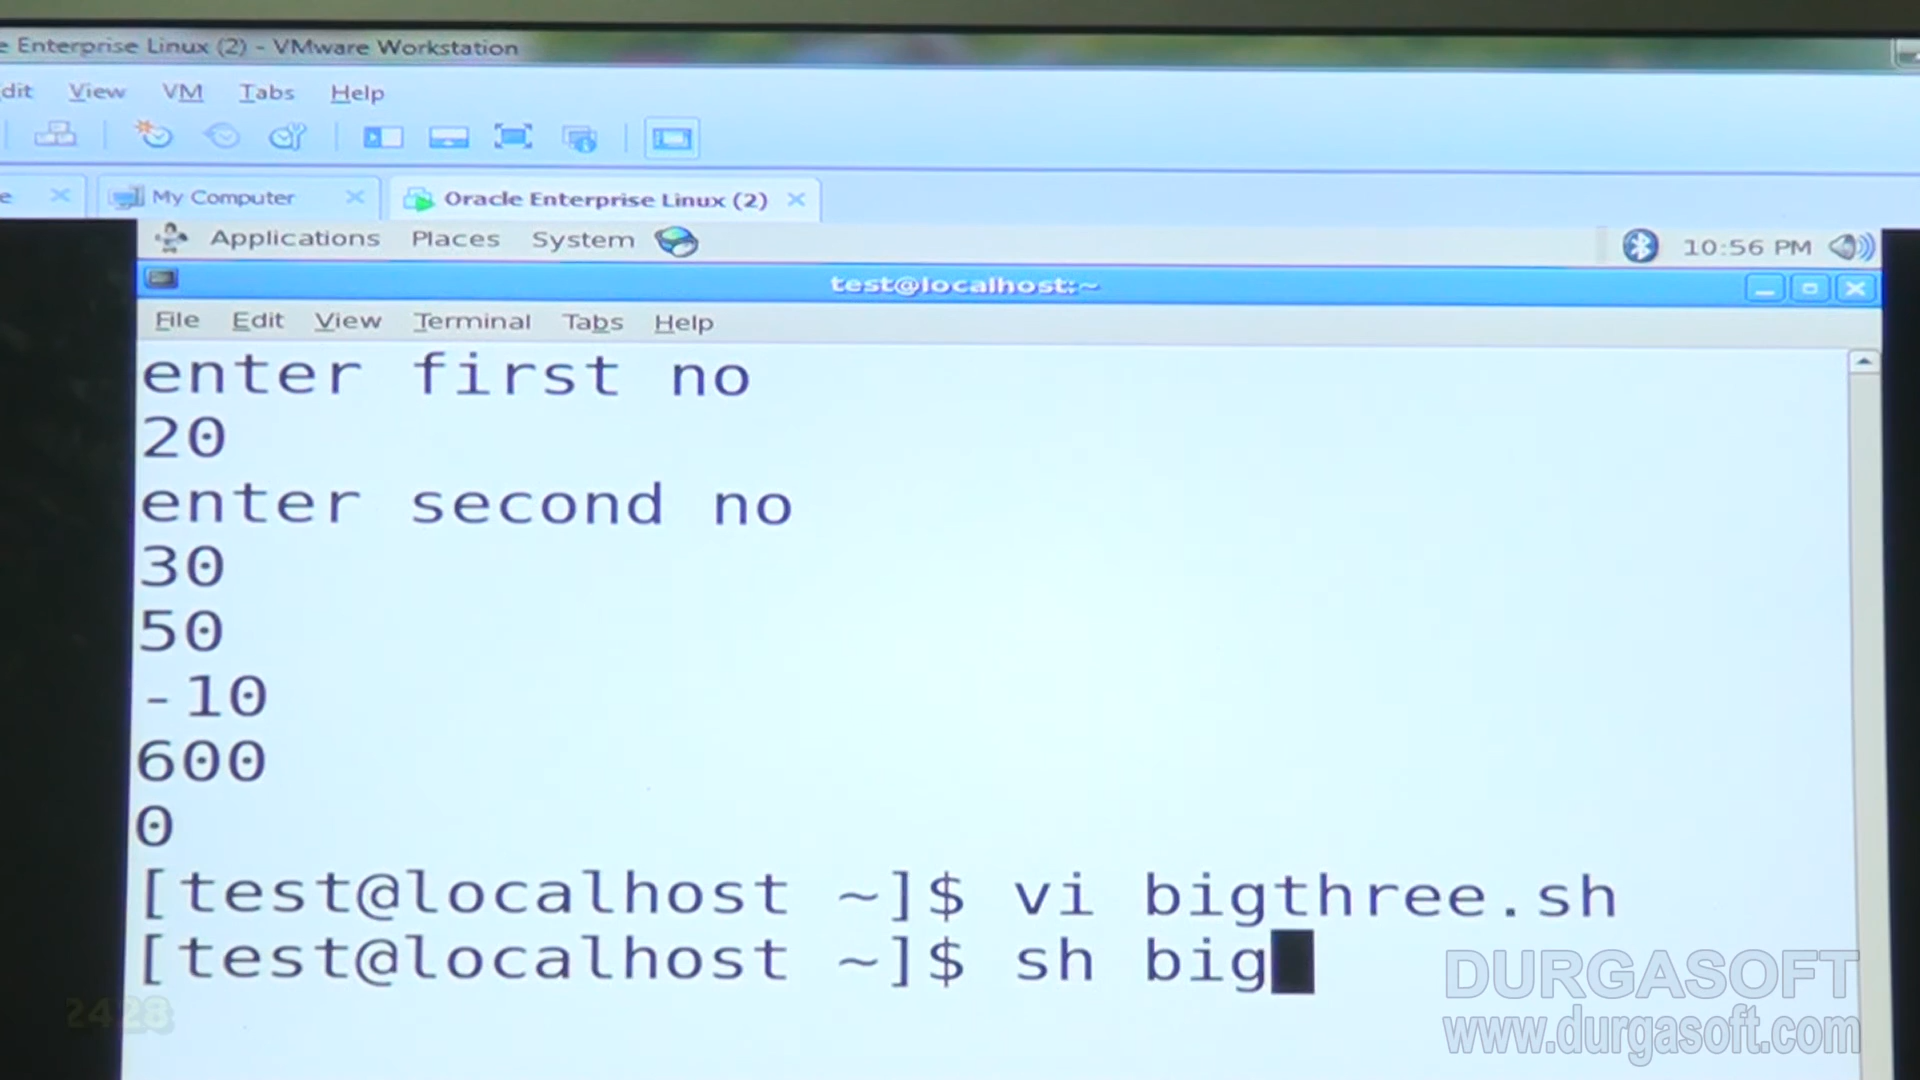 e Enterprise Linux (2) - VMware Workstation
dit View VM Tabs Help
e My Computer Oracle Enterprise Linux (2)
Applications Places System 10:56 PM
test@localhost:~
File Edit View Terminal Tabs Help
enter first no
20
enter second no
30
50
-10
600
0
[test@localhost ~]$ vi bigthree.sh
[test@localhost ~]$ sh big
DURGASOFT
www.durgasoft.com
2428